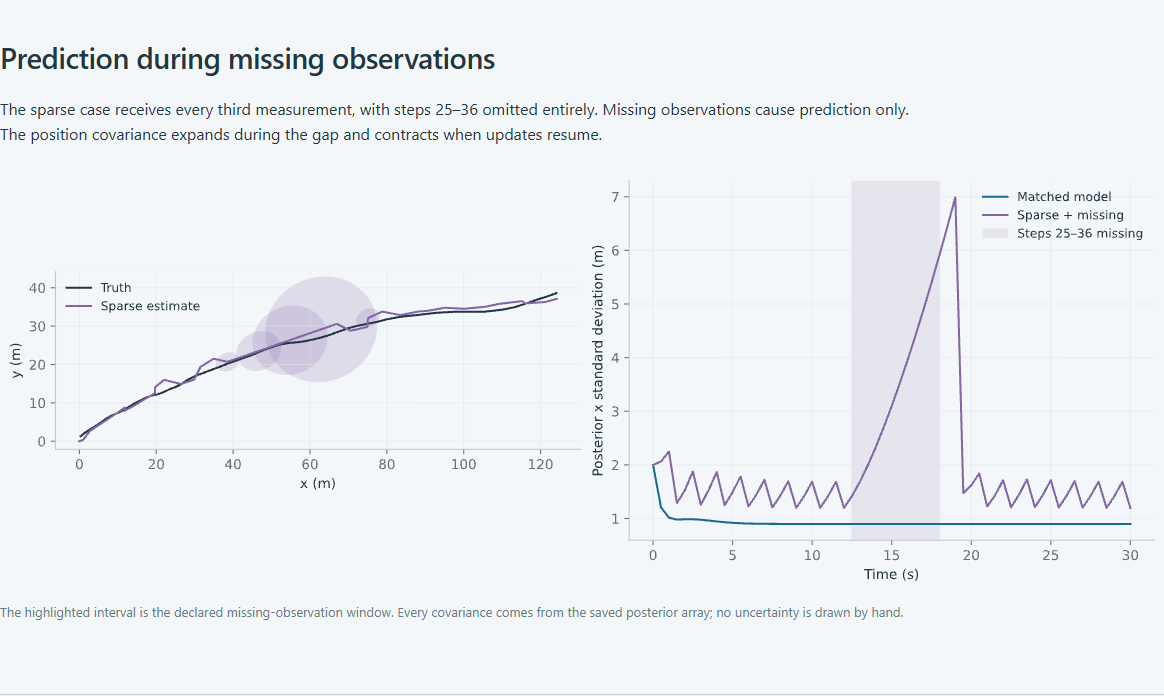 Prediction during missing observations
The sparse case receives every third measurement, with steps 25–36 omitted entirely. Missing observations cause prediction only.
The position covariance expands during the gap and contracts when updates resume.
Truth
Sparse estimate
40
30
20
10
0
y (m)
0 20 40 60 80 100 120
x (m)
Matched model
Sparse + missing
Steps 25–36 missing
7
6
5
4
3
2
1
Posterior x standard deviation (m)
0 5 10 15 20 25 30
Time (s)
The highlighted interval is the declared missing-observation window. Every covariance comes from the saved posterior array; no uncertainty is drawn by hand.